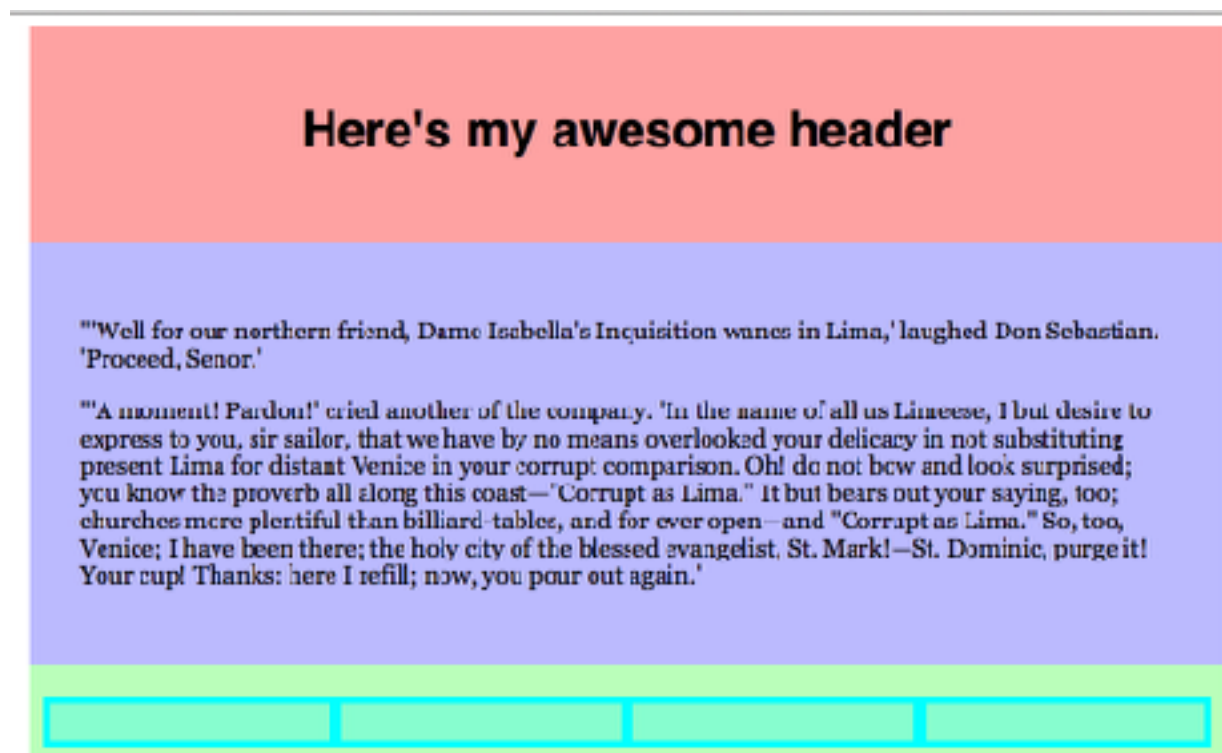 Here's my awesome header
"'Well for our northern friend, Dame Isabella's Inquisition wanes in Lima,' laughed Don Sebastian.
'Proceed, Senor.'
"'A moment! Pardon!' cried another of the company. 'In the name of all us Limeese, I but desire to
express to you, sir sailor, that we have by no means overlooked your delicacy in not substituting
present Lima for distant Venice in your corrupt comparison. Oh! do not bow and look surprised;
you know the proverb all along this coast—"Corrupt as Lima." It but bears out your saying, too;
churches more plentiful than billiard-tables, and for ever open—and "Corrupt as Lima." So, too,
Venice; I have been there; the holy city of the blessed evangelist, St. Mark!—St. Dominic, purge it!
Your cup! Thanks: here I refill; now, you pour out again.'